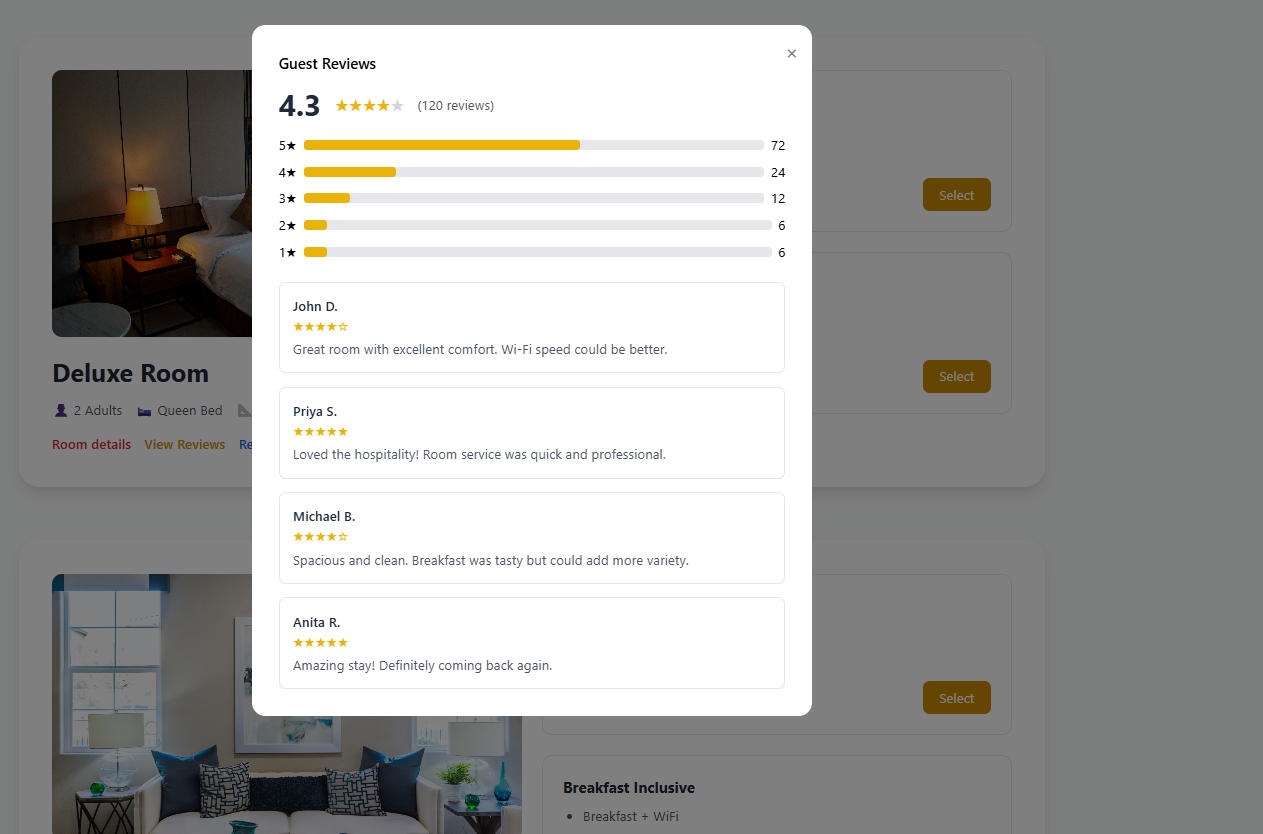 Guest Reviews
×
4.3 ★★★★★ (120 reviews)
5★ 72
4★ 24
3★ 12
2★ 6
1★ 6
John D.
★★★★☆
Great room with excellent comfort. Wi-Fi speed could be better.
Priya S.
★★★★★
Loved the hospitality! Room service was quick and professional.
Michael B.
★★★★☆
Spacious and clean. Breakfast was tasty but could add more variety.
Anita R.
★★★★★
Amazing stay! Definitely coming back again.
Deluxe Room
2 Adults Queen Bed
Room details View Reviews
Select
Select
Select
Breakfast Inclusive
• Breakfast + WiFi